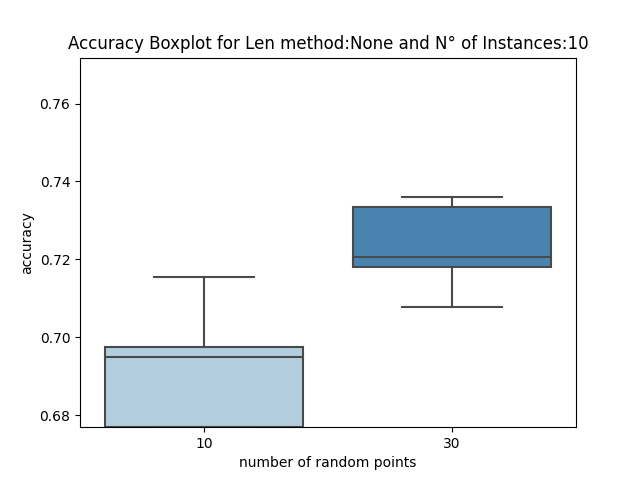 Accuracy Boxplot for Len method:None and N° of Instances:10
0.76
0.74
0.72
0.70
0.68
accuracy
10 30
number of random points